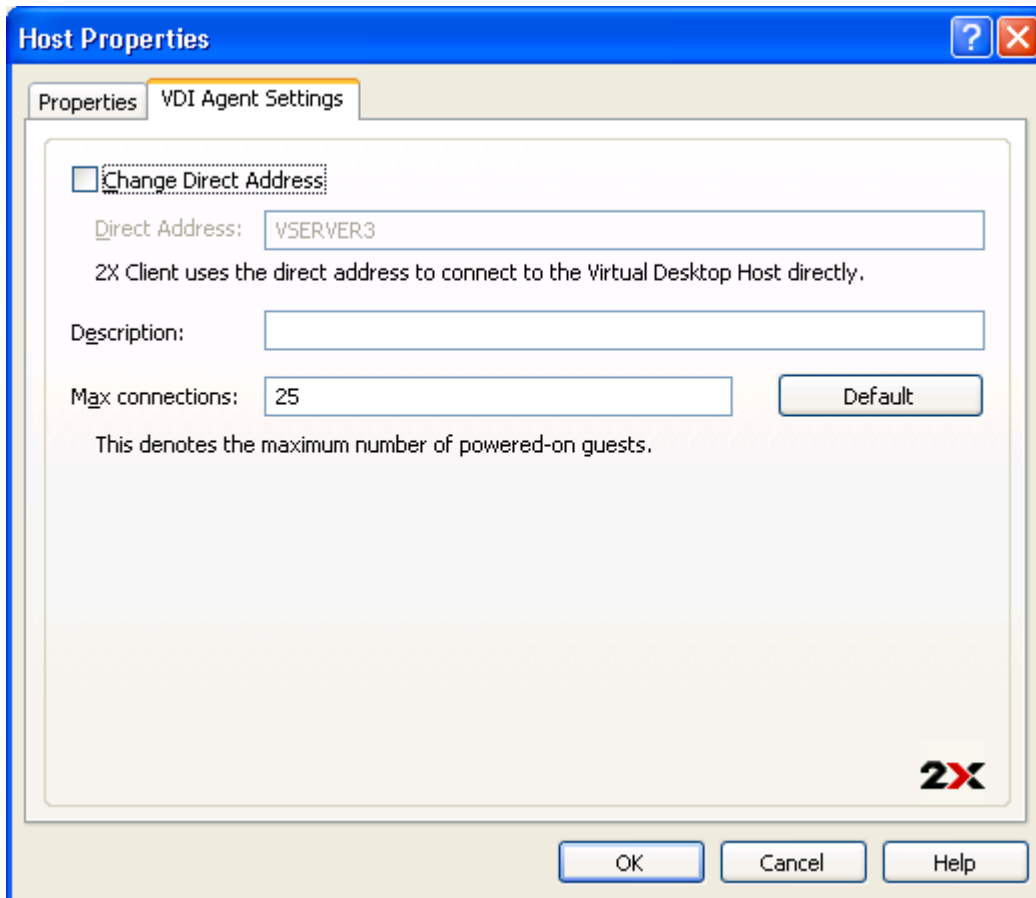 Host Properties
?
Properties
VDI Agent Settings
Change Direct Address
Direct Address: VSERVER3
2X Client uses the direct address to connect to the Virtual Desktop Host directly.
Description:
Max connections: 25 Default
This denotes the maximum number of powered-on guests.
2X
OK Cancel Help